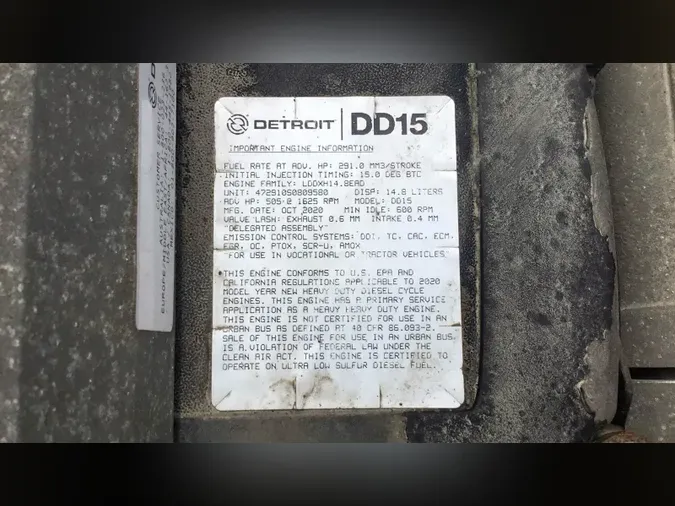 DETROIT DD15
IMPORTANT ENGINE INFORMATION
FUEL RATE AT ADV. HP: 291.0 MM3/STROKE
INITIAL INJECTION TIMING: 15.0 DEG BTC
ENGINE FAMILY: LDDXH14.8EAD
UNIT: 472910S0809580 DISP: 14.8 LITERS
ADV HP: 505@ 1625 RPM MODEL: DD15
MFG. DATE: OCT 2020 MIN IDLE: 600 RPM
VALVE LASH: EXHAUST 0.6 MM INTAKE 0.4 MM
"DELEGATED ASSEMBLY"
EMISSION CONTROL SYSTEMS: DDI, TC, CAC, ECM,
EGR, OC, PTOX, SCR-U, AMOX
"FOR USE IN VOCATIONAL OR TRACTOR VEHICLES"
THIS ENGINE CONFORMS TO U.S. EPA AND
CALIFORNIA REGULATIONS APPLICABLE TO 2020
MODEL YEAR NEW HEAVY DUTY DIESEL CYCLE
ENGINES. THIS ENGINE HAS A PRIMARY SERVICE
APPLICATION AS A HEAVY HEAVY DUTY ENGINE.
THIS ENGINE IS NOT CERTIFIED FOR USE IN AN
URBAN BUS AS DEFINED AT 40 CFR 86.093-2.
SALE OF THIS ENGINE FOR USE IN AN URBAN BUS
IS A VIOLATION OF FEDERAL LAW UNDER THE
CLEAN AIR ACT. THIS ENGINE IS CERTIFIED TO
OPERATE ON ULTRA LOW SULFUR DIESEL FUEL.